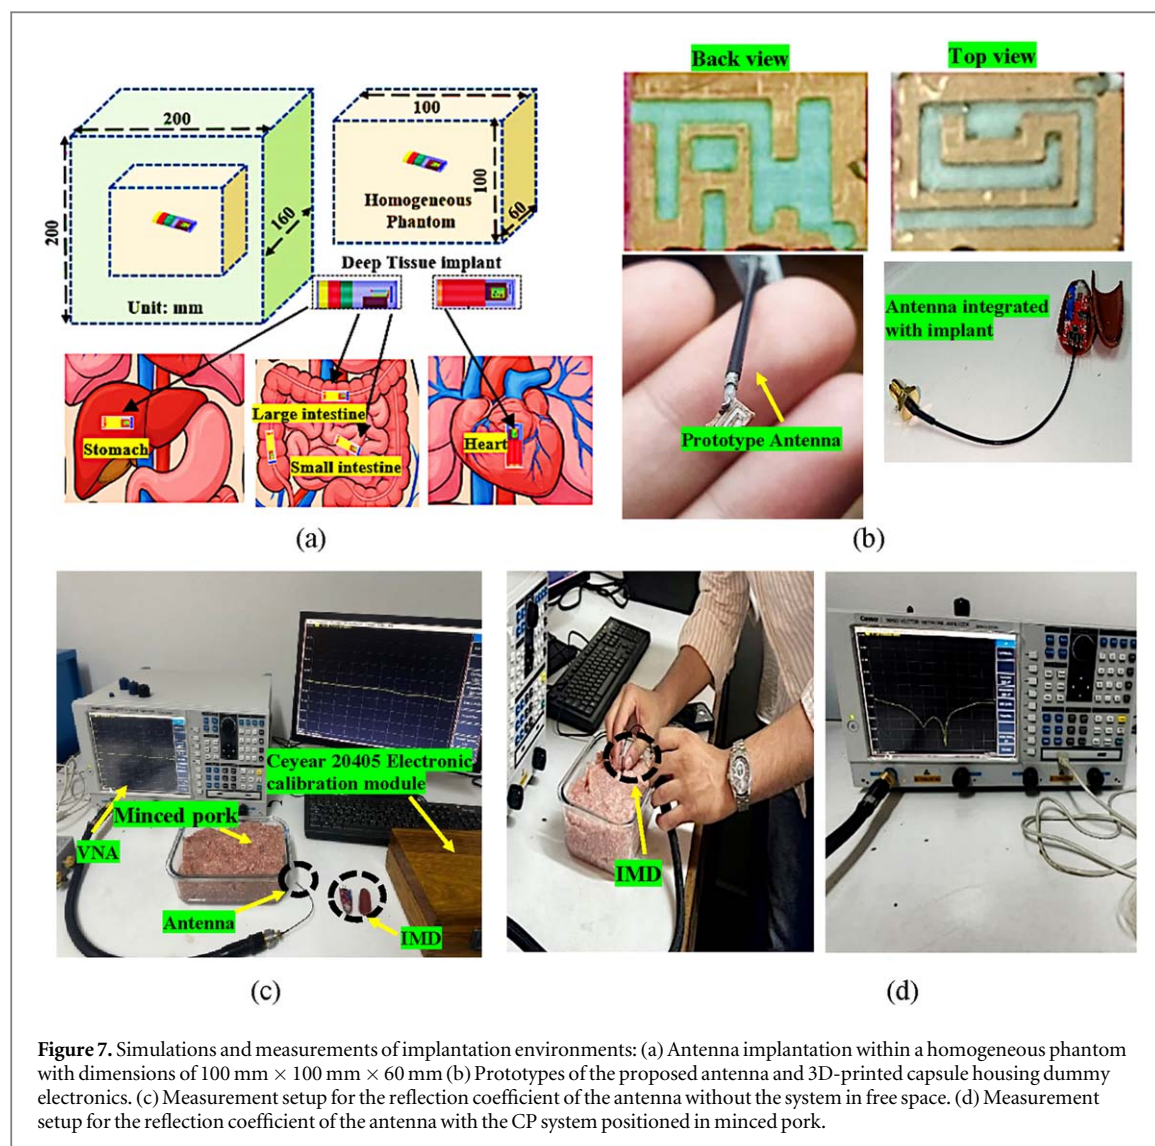 200
200
160
Unit: mm
100
100
60
Homogeneous
Phantom
Deep Tissue implant
Stomach
Large intestine
Small intestine
Heart
(a)
Back view
Top view
Prototype Antenna
Antenna integrated
with implant
(b)
Ceyear 20405 Electronic
calibration module
Minced pork
VNA
Antenna
IMD
(c)
IMD
(d)
Figure 7. Simulations and measurements of implantation environments: (a) Antenna implantation within a homogeneous phantom
with dimensions of 100 mm × 100 mm × 60 mm (b) Prototypes of the proposed antenna and 3D-printed capsule housing dummy
electronics. (c) Measurement setup for the reflection coefficient of the antenna without the system in free space. (d) Measurement
setup for the reflection coefficient of the antenna with the CP system positioned in minced pork.